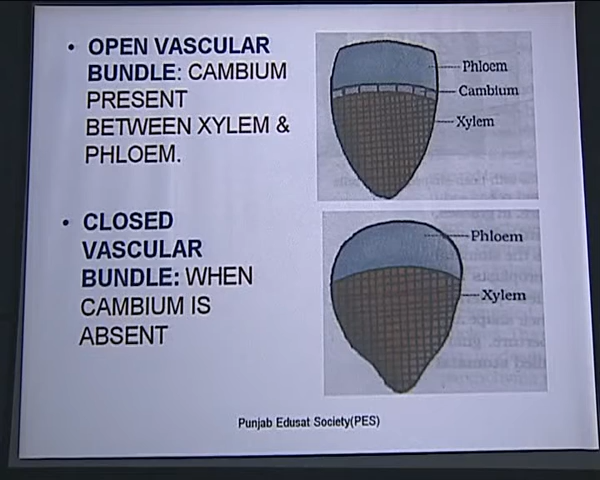 • OPEN VASCULAR
BUNDLE: CAMBIUM
PRESENT
BETWEEN XYLEM &
PHLOEM.
Phloem
Cambium
Xylem
• CLOSED
VASCULAR
BUNDLE: WHEN
CAMBIUM IS
ABSENT
Phloem
Xylem
Punjab Edusat Society(PES)